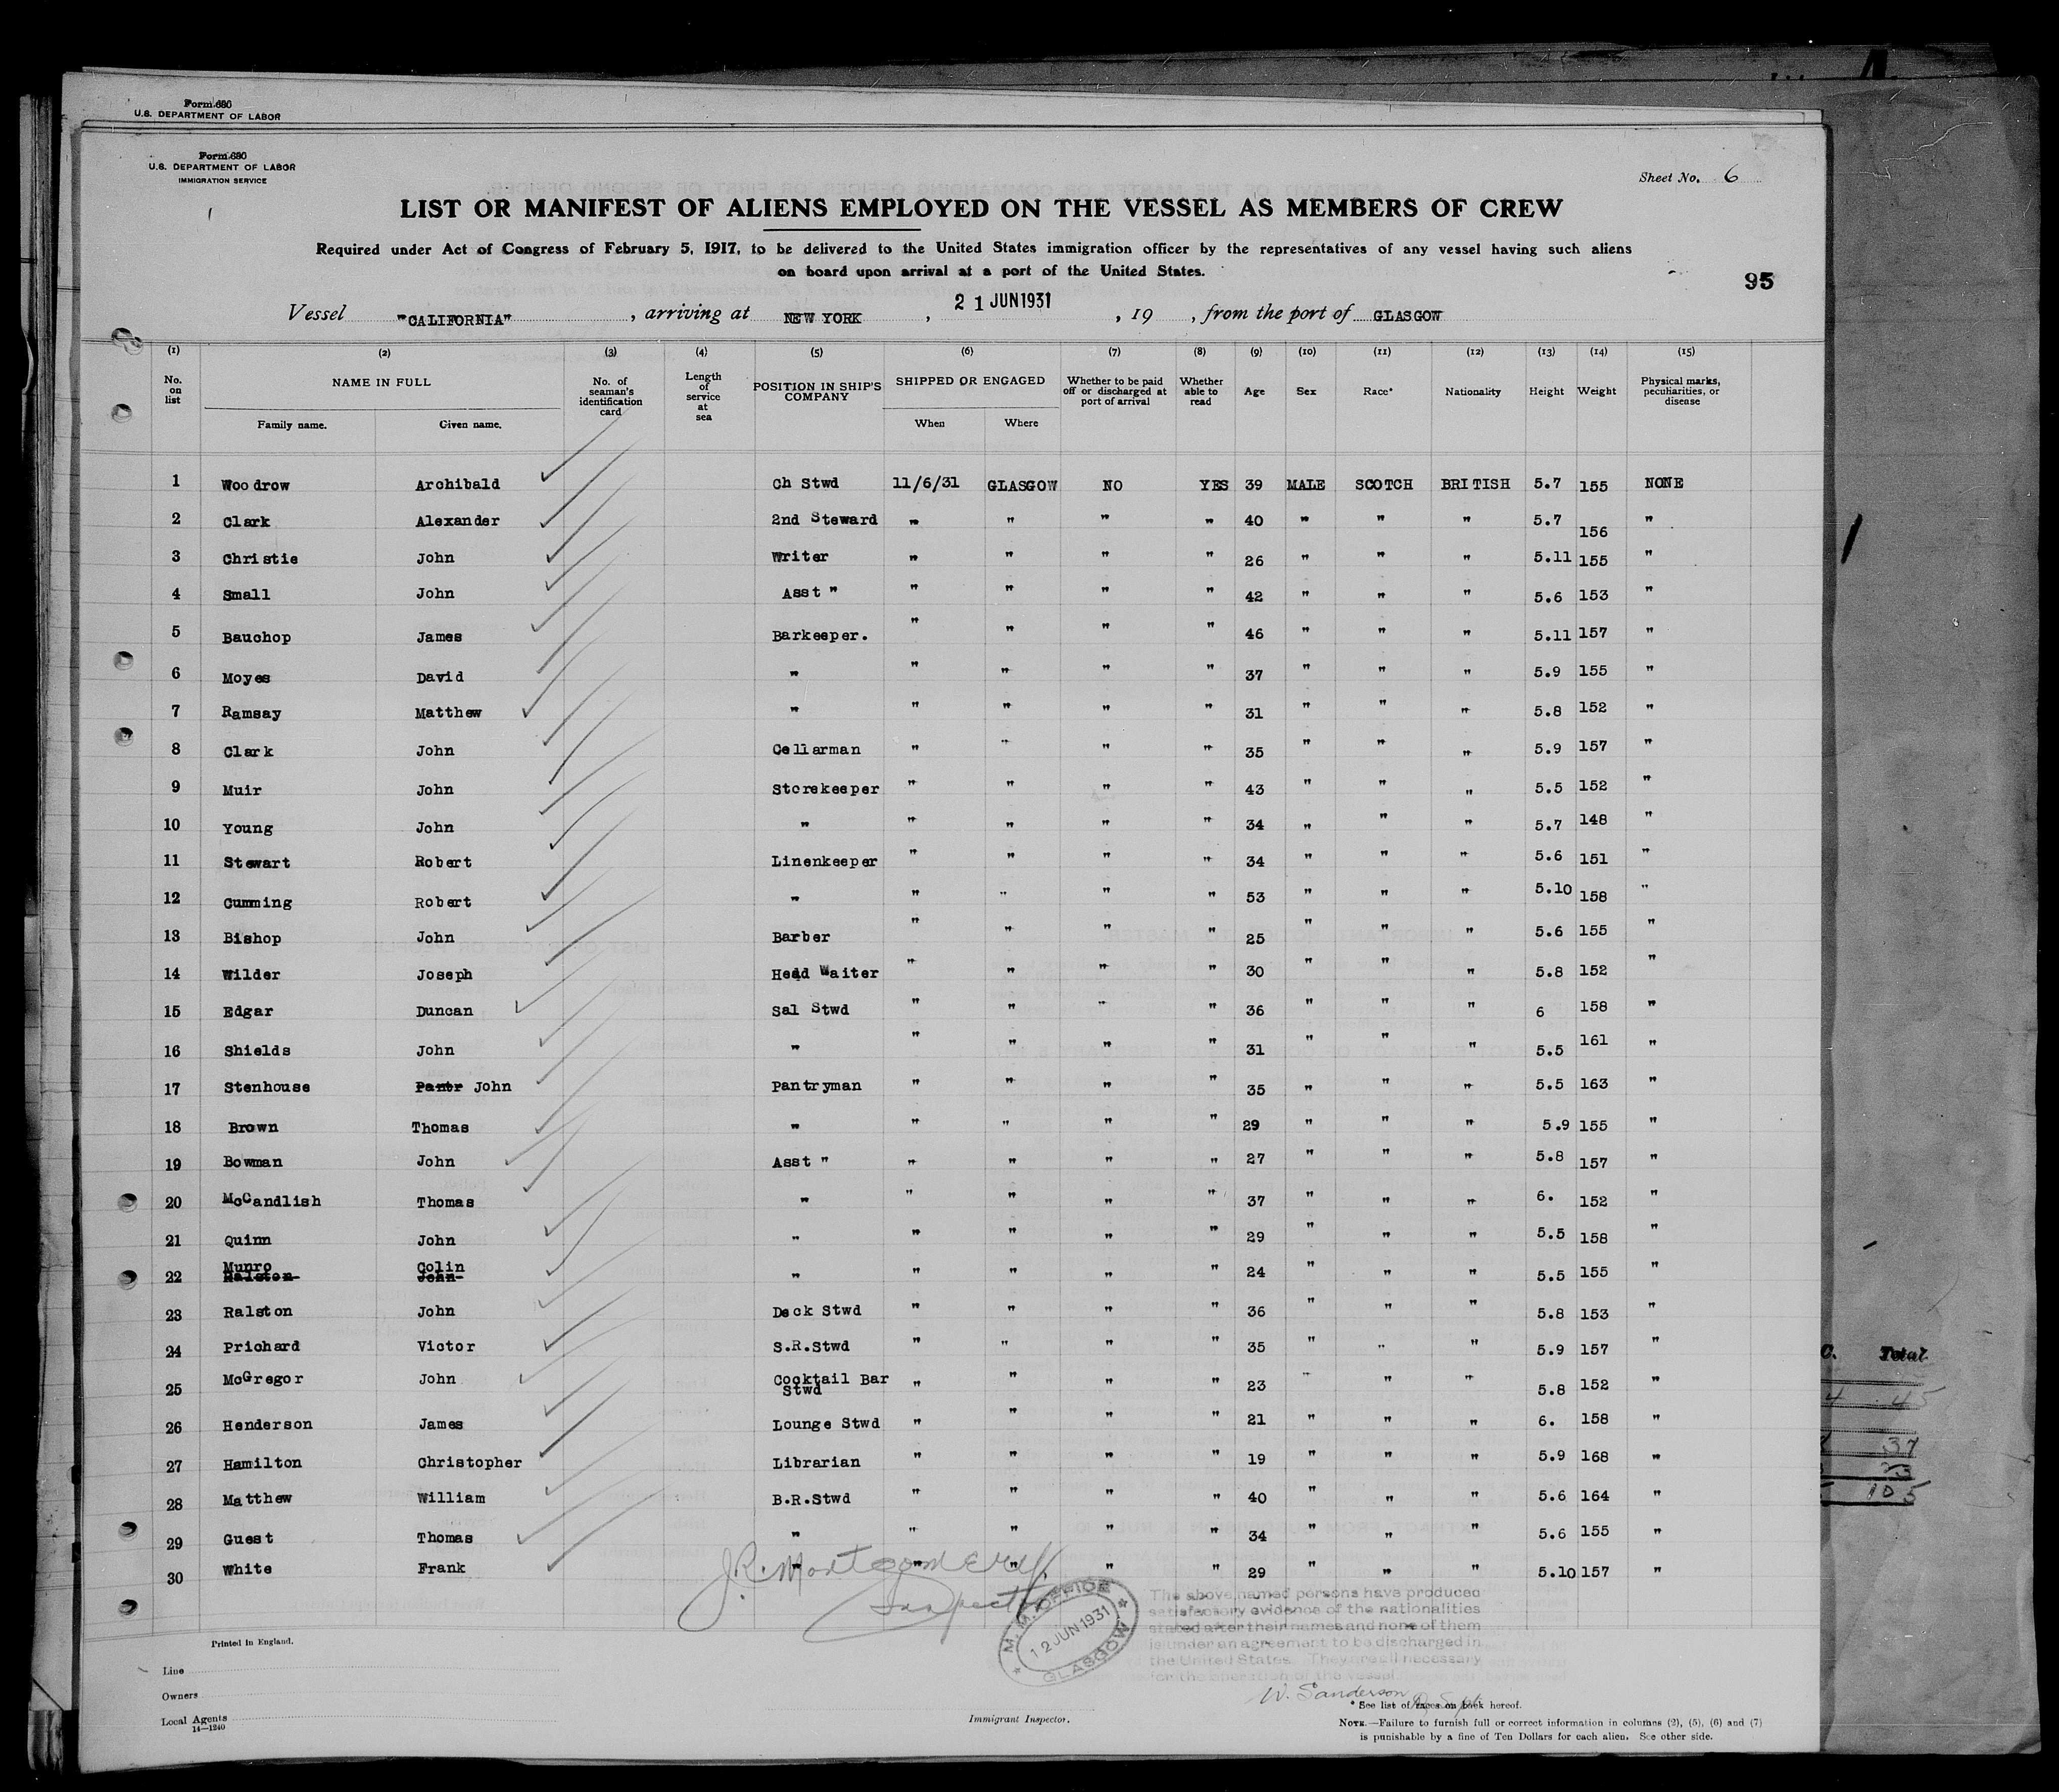 Form 680
U.S. DEPARTMENT OF LABOR
Form 680
U.S. DEPARTMENT OF LABOR
IMMIGRATION SERVICE
Sheet No. 6
LIST OR MANIFEST OF ALIENS EMPLOYED ON THE VESSEL AS MEMBERS OF CREW
Required under Act of Congress of February 5, 1917, to be delivered to the United States immigration officer by the representatives of any vessel having such aliens
on board upon arrival at a port of the United States.
95
Vessel "CALIFORNIA", arriving at NEW YORK, 21 JUN 1931, 19 , from the port of GLASGOW
(1) (2) (3) (4) (5) (6) (7) (8) (9) (10) (11) (12) (13) (14) (15)
No. on list NAME IN FULL Family name. Given name. No. of seaman's identification card Length of service at sea POSITION IN SHIP'S COMPANY SHIPPED OR ENGAGED When Where Whether to be paid off or discharged at port of arrival Whether able to read Age Sex Race* Nationality Height Weight Physical marks, peculiarities, or disease
1 Woodrow Archibald Ch Stwd 11/6/31 GLASGOW NO YES 39 MALE SCOTCH BRITISH 5.7 155 NONE
2 Clark Alexander 2nd Steward " " " " 40 " " " 5.7 156 "
3 Christie John Writer " " " " 26 " " " 5.11 155 "
4 Small John Asst " " " " " 42 " " " 5.6 153 "
5 Bauchop James Barkeeper. " " " " 46 " " " 5.11 157 "
6 Moyes David " " " " " 37 " " " 5.9 155 "
7 Ramsay Matthew " " " " " 31 " " " 5.8 152 "
8 Clark John Cellarman " " " " 35 " " " 5.9 157 "
9 Muir John Storekeeper " " " " 43 " " " 5.5 152 "
10 Young John " " " " " 34 " " " 5.7 148 "
11 Stewart Robert Linenkeeper " " " " 34 " " " 5.6 151 "
12 Cumming Robert " " " " " 53 " " " 5.10 158 "
13 Bishop John Barber " " " " 25 " " " 5.6 155 "
14 Wilder Joseph Head Waiter " " " " 30 " " " 5.8 152 "
15 Edgar Duncan Sal Stwd " " " " 36 " " " 6 158 "
16 Shields John " " " " " 31 " " " 5.5 161 "
17 Stenhouse Pantr John Pantryman " " " " 35 " " " 5.5 163 "
18 Brown Thomas " " " " " 29 " " " 5.9 155 "
19 Bowman John Asst " " " " " 27 " " " 5.8 157 "
20 McCandlish Thomas " " " " " 37 " " " 6. 152 "
21 Quinn John " " " " " 29 " " " 5.5 158 "
Munro Colin
22 Ralston John " " " " " 24 " " " 5.5 155 "
23 Ralston John Deck Stwd " " " " 36 " " " 5.8 153 "
24 Prichard Victor S.R.Stwd " " " " 35 " " " 5.9 157 "
25 McGregor John Cocktail Bar Stwd " " " " 23 " " " 5.8 152 "
26 Henderson James Lounge Stwd " " " " 21 " " " 6. 158 "
27 Hamilton Christopher Librarian " " " " 19 " " " 5.9 168 "
28 Matthew William B.R.Stwd " " " " 40 " " " 5.6 164 "
29 Guest Thomas " " " " " 34 " " " 5.6 155 "
30 White Frank " " " " " 29 " " " 5.10 157 "
J.R. Montgomery
Inspector
M.M. OFFICE
12 JUN 1931
GLASGOW
The above named persons have produced
satisfactory evidence of the nationalities
stated after their names and none of them
is under an agreement to be discharged in
the United States. They are all necessary
for the operation of the vessel.
W. Sanderson
Printed in England.
Line
Owners
Local Agents
14—1240
Immigrant Inspector.
* See list of races on back hereof.
NOTE.—Failure to furnish full or correct information in columns (2), (5), (6) and (7)
is punishable by a fine of Ten Dollars for each alien. See other side.
C. Total
4 45
37
23
105